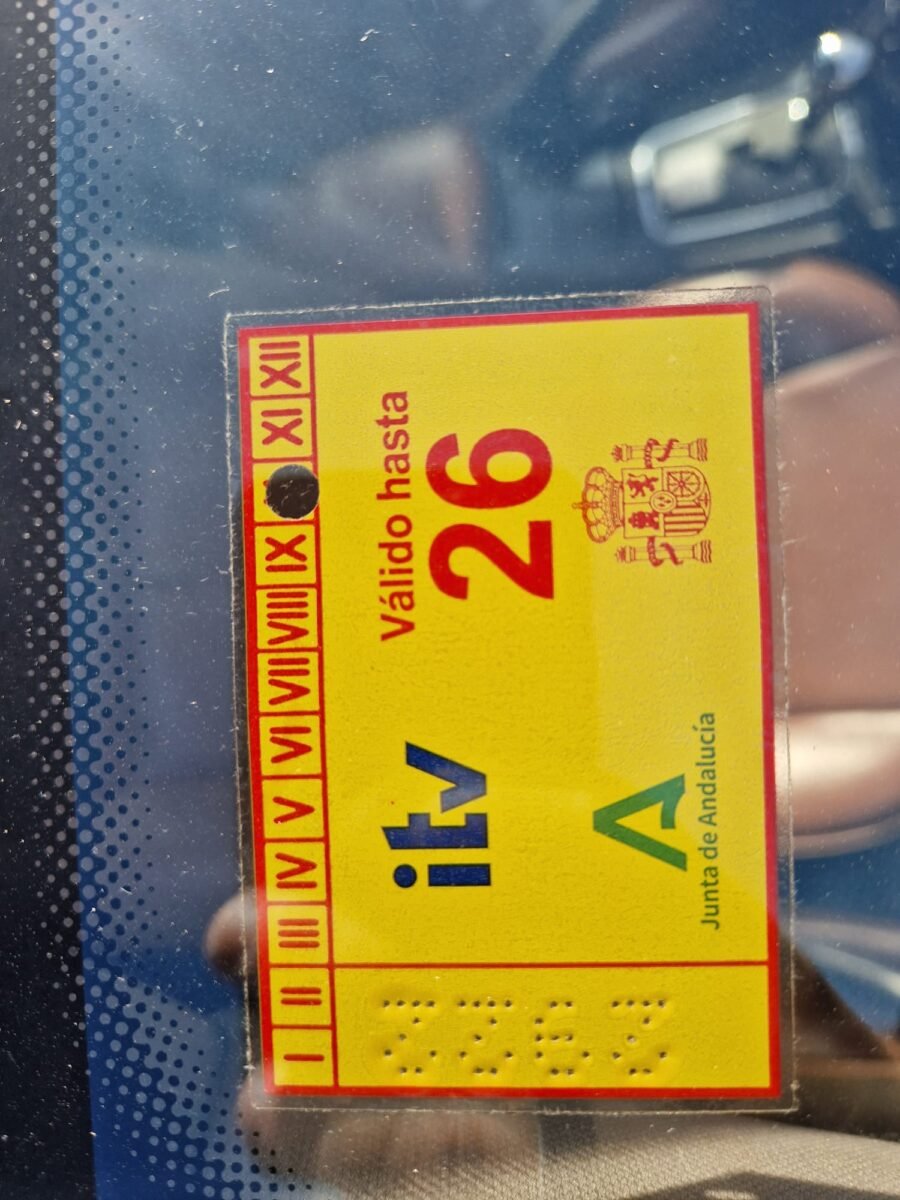 I II III IV V VI VII VIII IX XI XII
itv
Válido hasta
26
Junta de Andalucía